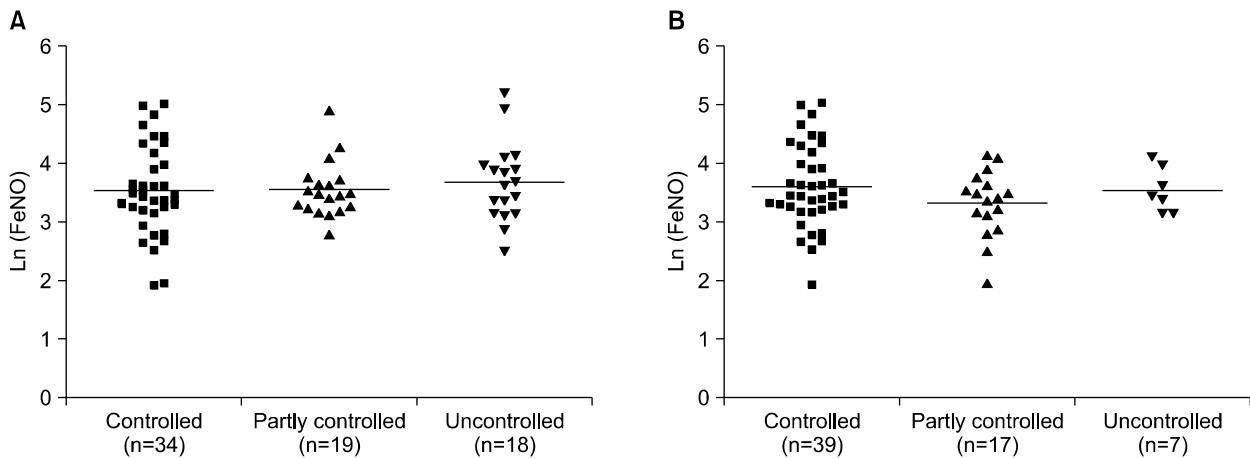 A
6
5
4
3
2
1
0
Ln (FeNO)
Controlled
(n=34)
Partly controlled
(n=19)
Uncontrolled
(n=18)
B
6
5
4
3
2
1
0
Ln (FeNO)
Controlled
(n=39)
Partly controlled
(n=17)
Uncontrolled
(n=7)